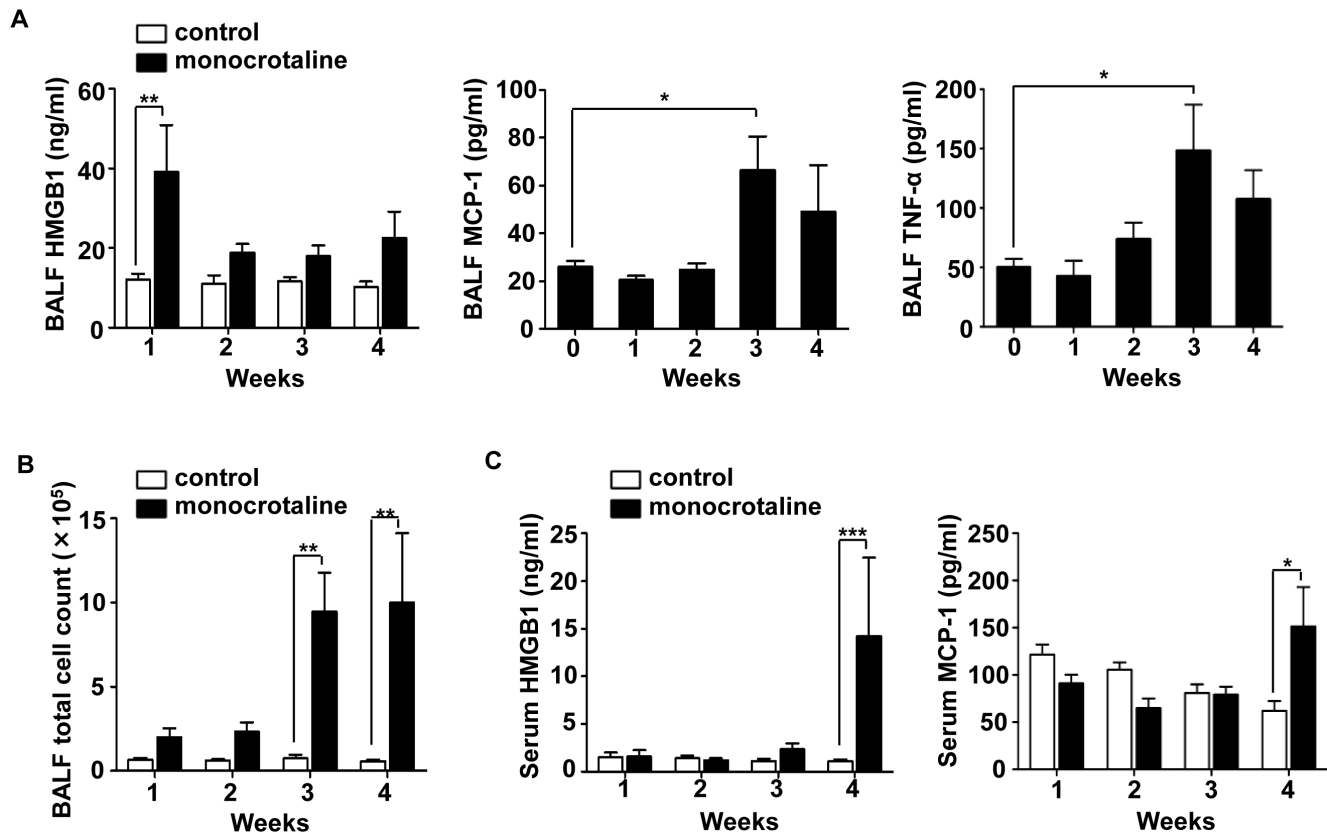 A
control
monocrotaline
BALF HMGB1 (ng/ml)
60
40
20
0
**
1 2 3 4
Weeks
BALF MCP-1 (pg/ml)
100
80
60
40
20
0
*
0 1 2 3 4
Weeks
BALF TNF-α (pg/ml)
200
150
100
50
0
*
0 1 2 3 4
Weeks
B
control
monocrotaline
BALF total cell count (×10⁵)
15
10
5
0
**
**
1 2 3 4
Weeks
C
control
monocrotaline
Serum HMGB1 (ng/ml)
25
20
15
10
5
0
***
1 2 3 4
Weeks
Serum MCP-1 (pg/ml)
250
200
150
100
50
0
*
1 2 3 4
Weeks